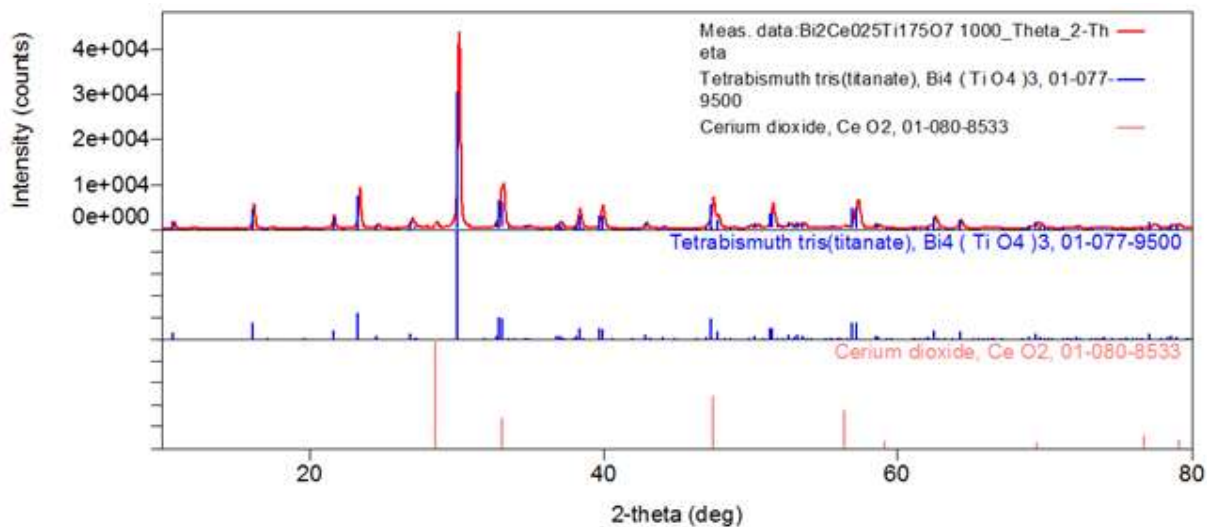 Meas. data:Bi2Ce025Ti175O7 1000_Theta_2-Th
eta
Tetrabismuth tris(titanate), Bi4 ( Ti O4 )3, 01-077-
9500
Cerium dioxide, Ce O2, 01-080-8533
Intensity (counts)
4e+004
3e+004
2e+004
1e+004
0e+000
Tetrabismuth tris(titanate), Bi4 ( Ti O4 )3, 01-077-9500
Cerium dioxide, Ce O2, 01-080-8533
20
40
60
80
2-theta (deg)